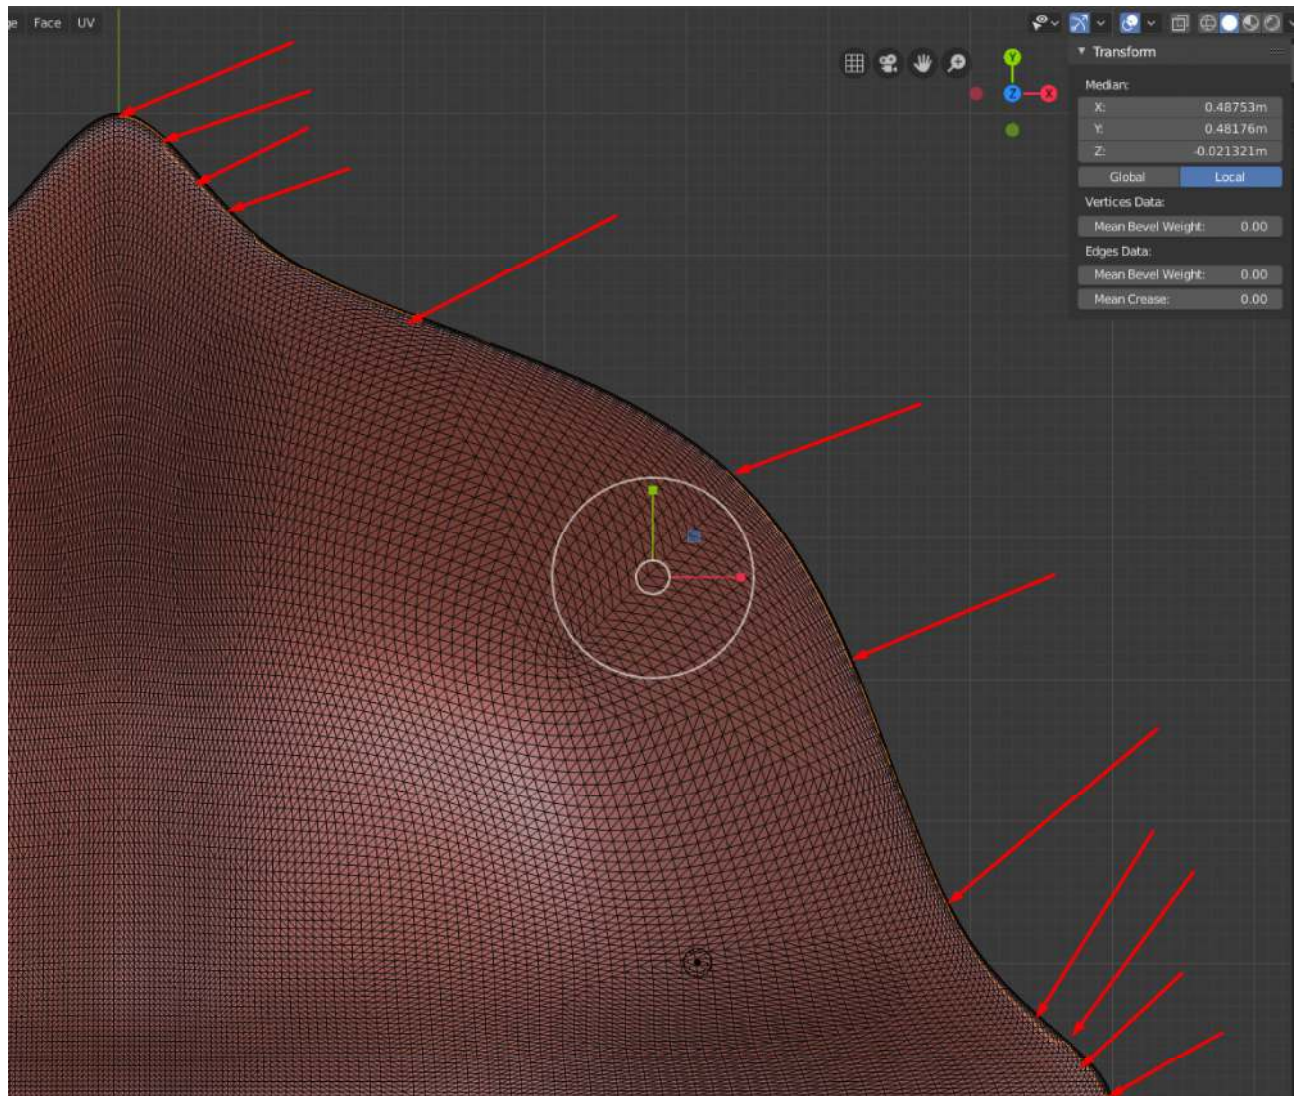 Face UV
Transform
Median:
X: 0.48753m
Y: 0.48176m
Z: -0.021321m
Global Local
Vertices Data:
Mean Bevel Weight: 0.00
Edges Data:
Mean Bevel Weight: 0.00
Mean Crease: 0.00
Y
Z X